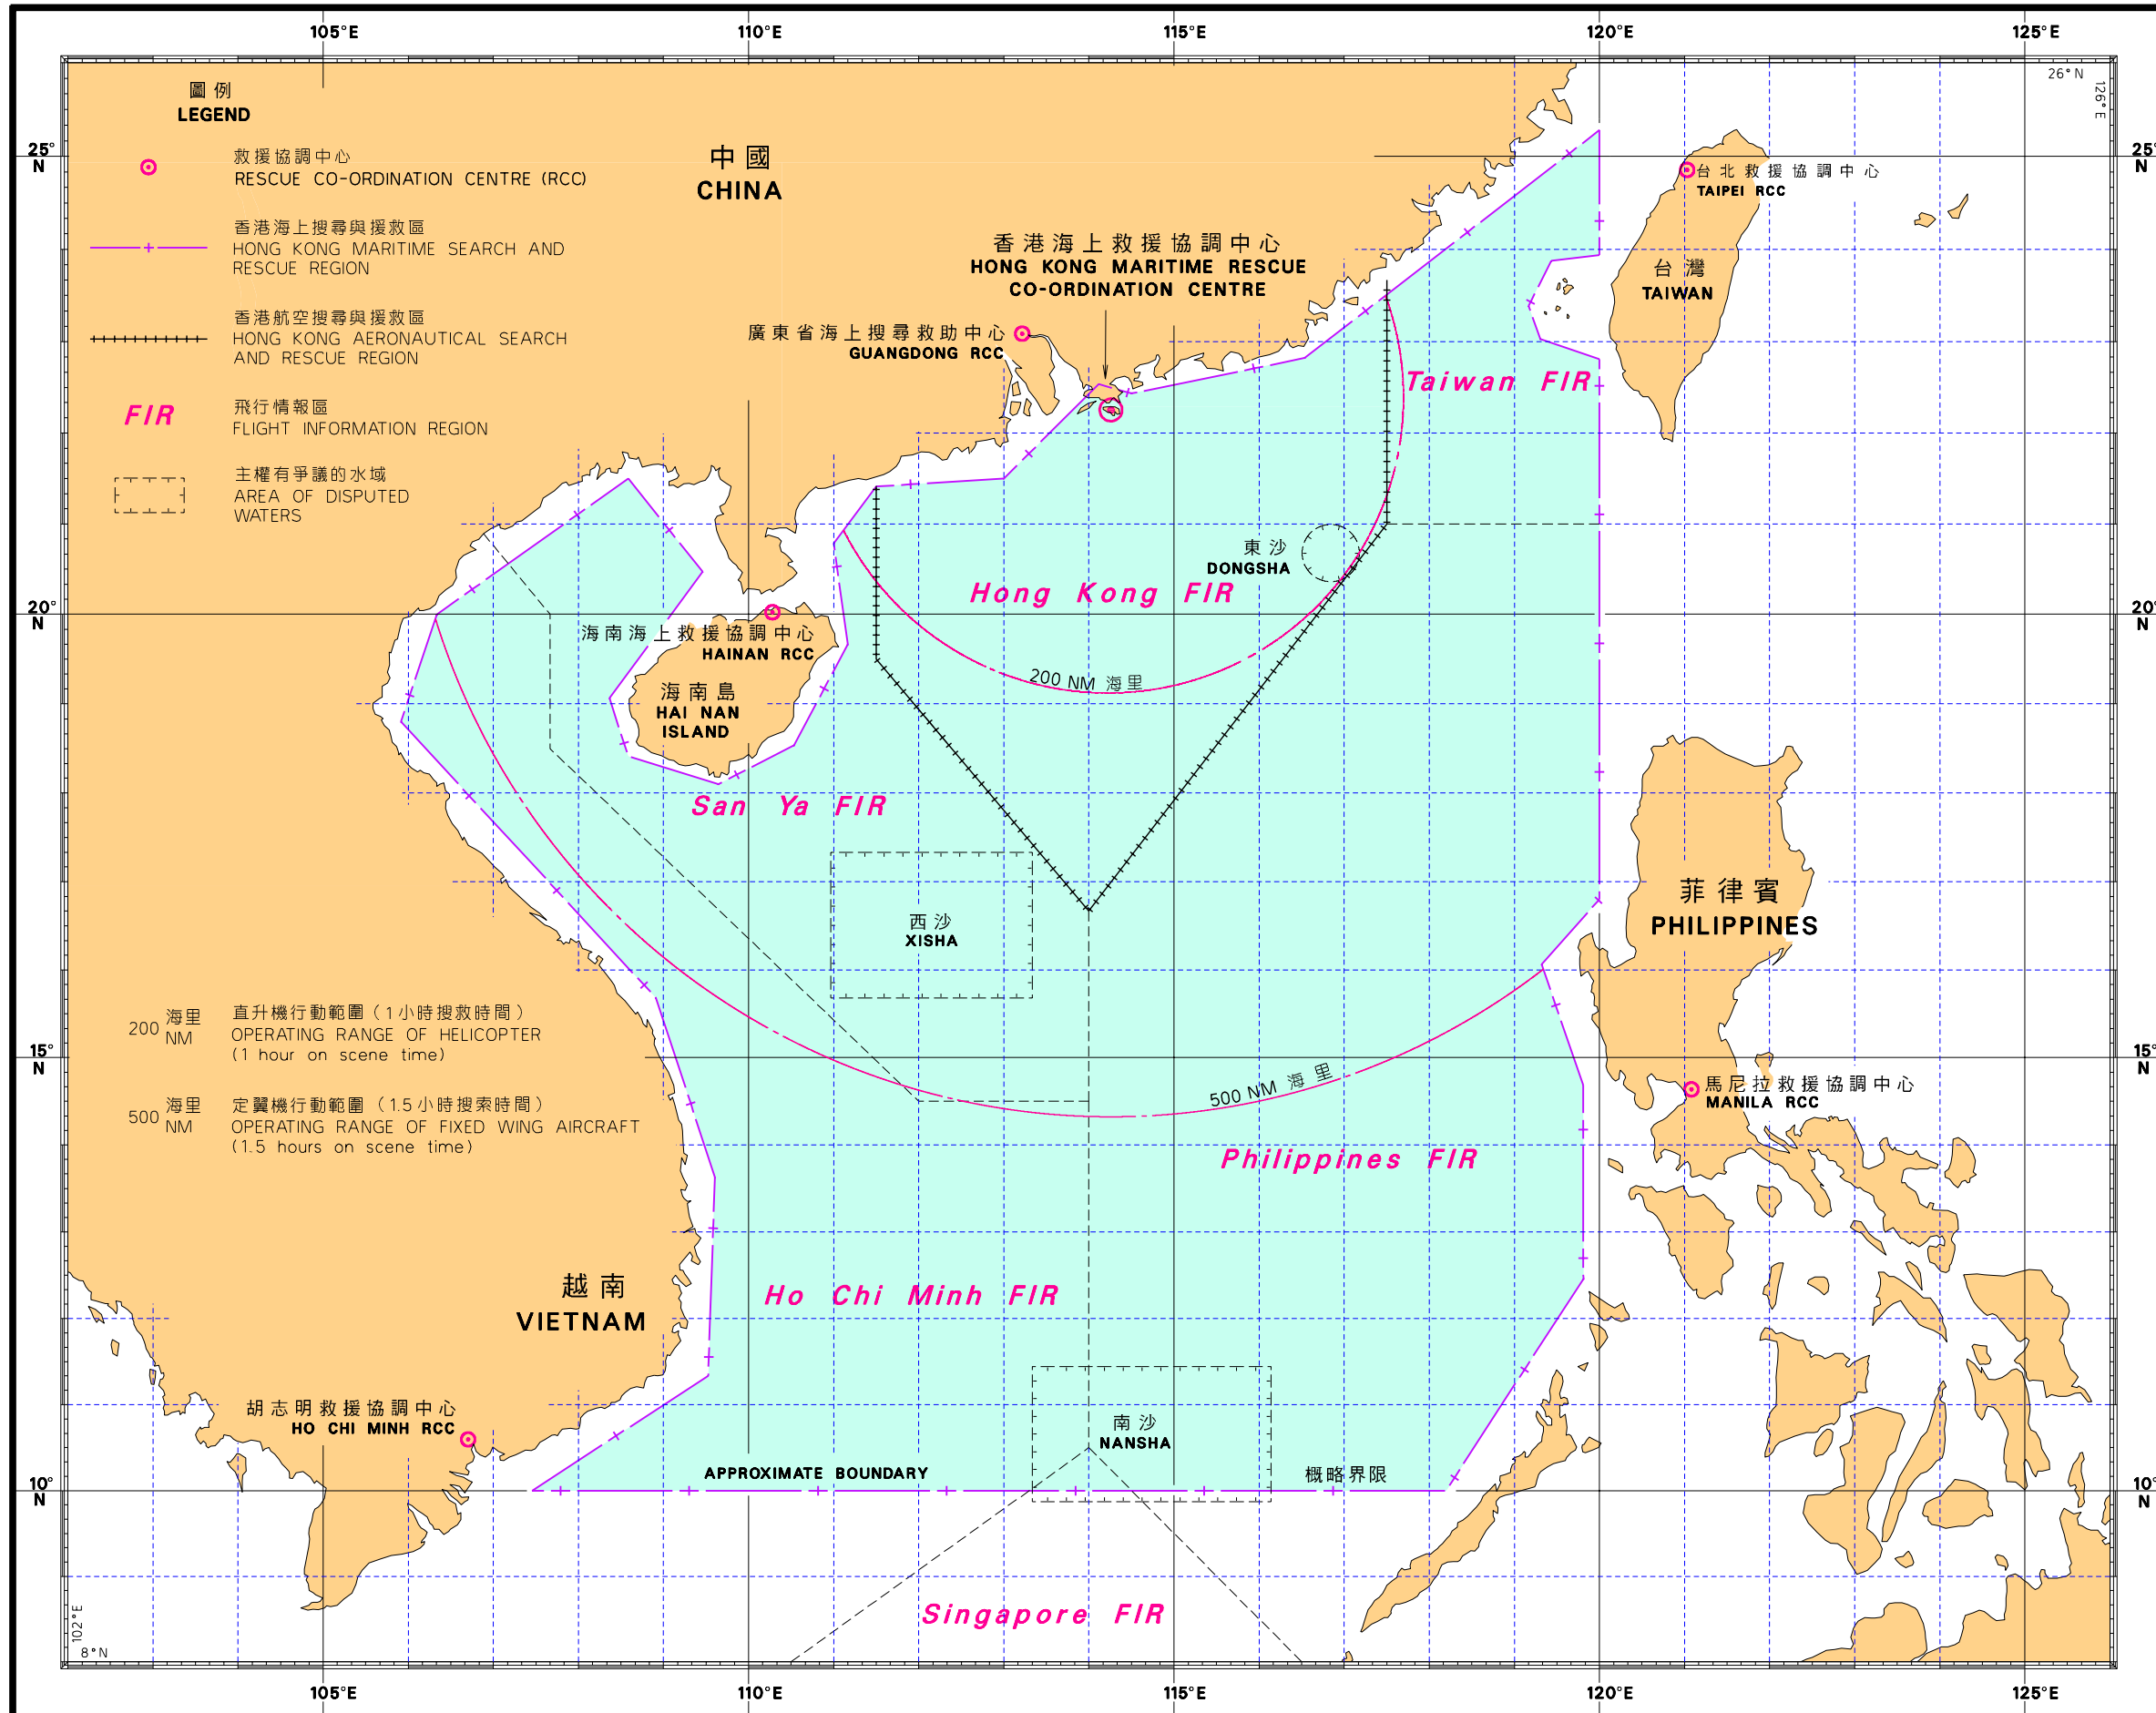 105°E
110°E
115°E
120°E
125°E
26°N
126°E
圖例
LEGEND
25°
N
救援協調中心
RESCUE CO-ORDINATION CENTRE (RCC)
香港海上搜尋與援救區
HONG KONG MARITIME SEARCH AND
RESCUE REGION
香港航空搜尋與援救區
HONG KONG AERONAUTICAL SEARCH
AND RESCUE REGION
FIR
飛行情報區
FLIGHT INFORMATION REGION
主權有爭議的水域
AREA OF DISPUTED
WATERS
中國
CHINA
香港海上救援協調中心
HONG KONG MARITIME RESCUE
CO-ORDINATION CENTRE
廣東省海上搜尋救助中心
GUANGDONG RCC
25°
N
台北救援協調中心
TAIPEI RCC
台灣
TAIWAN
Taiwan FIR
東沙
DONGSHA
Hong Kong FIR
20°
N
20°
N
海南海上救援協調中心
HAINAN RCC
海南島
HAI NAN
ISLAND
200 NM 海里
San Ya FIR
西沙
XISHA
菲律賓
PHILIPPINES
200 海里
NM
直升機行動範圍（1小時搜救時間）
OPERATING RANGE OF HELICOPTER
(1 hour on scene time)
15°
N
15°
N
500 海里
NM
定翼機行動範圍（1.5小時搜索時間）
OPERATING RANGE OF FIXED WING AIRCRAFT
(1.5 hours on scene time)
500 NM 海里
馬尼拉救援協調中心
MANILA RCC
Philippines FIR
越南
VIETNAM
Ho Chi Minh FIR
胡志明救援協調中心
HO CHI MINH RCC
南沙
NANSHA
APPROXIMATE BOUNDARY
概略界限
10°
N
10°
N
Singapore FIR
102°E
8°N
105°E
110°E
115°E
120°E
125°E